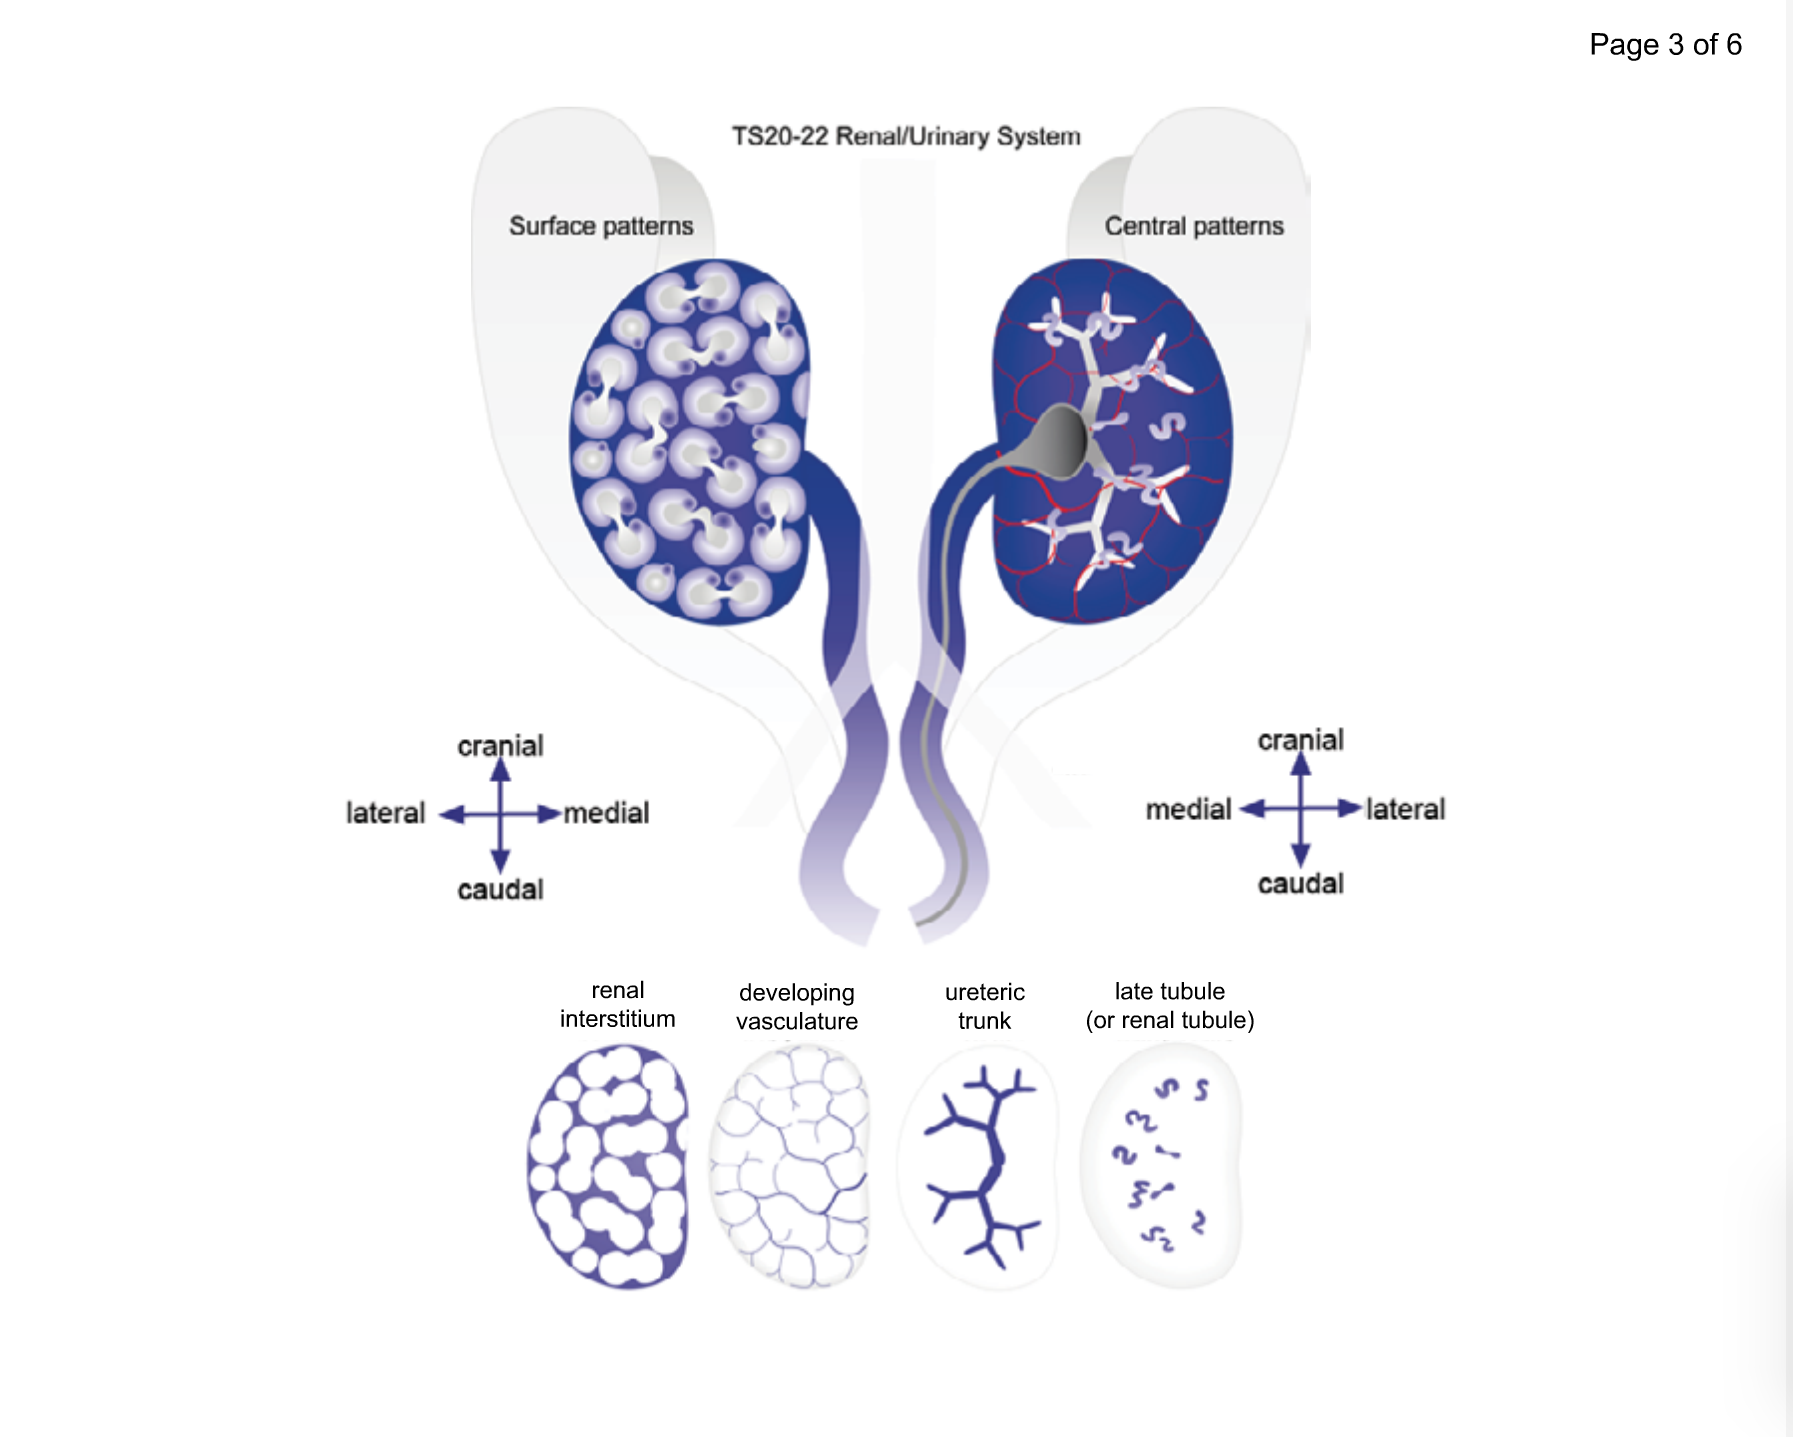 Page 3 of 6
TS20-22 Renal/Urinary System
Surface patterns
Central patterns
cranial
lateral
medial
caudal
cranial
medial
lateral
caudal
renal
interstitium
developing
vasculature
ureteric
trunk
late tubule
(or renal tubule)